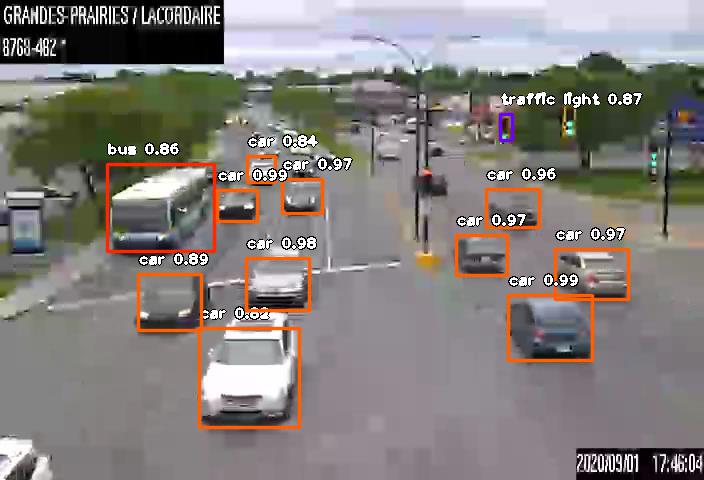 GRANDES-PRAIRIES / LACORDAIRE
8768-482 *
traffic light 0.87
bus 0.86
car 0.84
car 0.97
car 0.99
car 0.96
car 0.97
car 0.98
car 0.97
car 0.89
car 0.99
car 0.82
2020/09/01 17:46:04